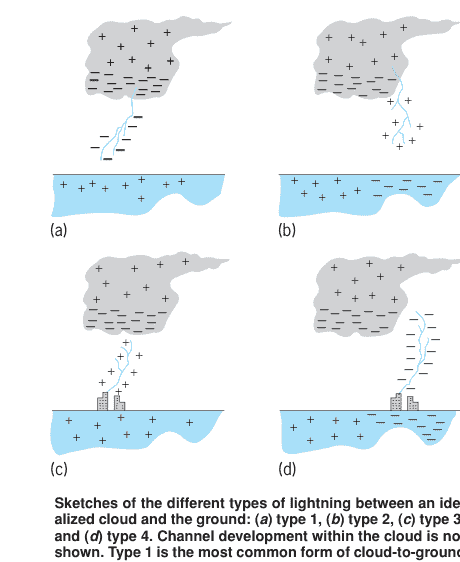 (a)
(b)
(c)
(d)
Sketches of the different types of lightning between an ide-
alized cloud and the ground: (a) type 1, (b) type 2, (c) type 3
and (d) type 4. Channel development within the cloud is no
shown. Type 1 is the most common form of cloud-to-groun